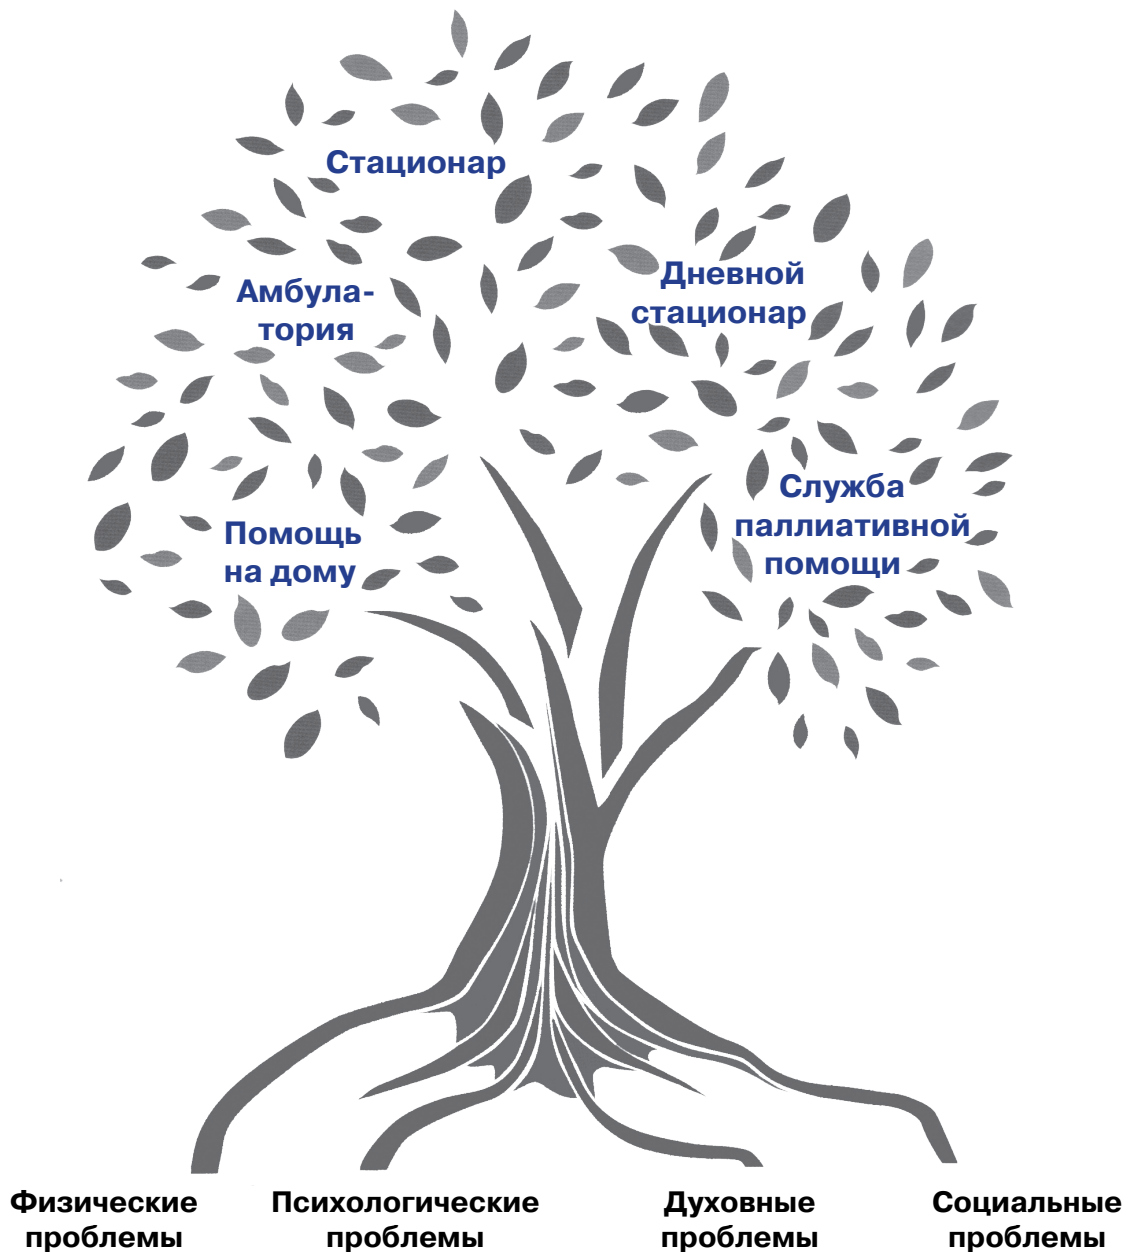 Стационар
Амбула-
тория
Дневной
стационар
Помощь
на дому
Служба
паллиативной
помощи
Физические
проблемы
Психологические
проблемы
Духовные
проблемы
Социальные
проблемы